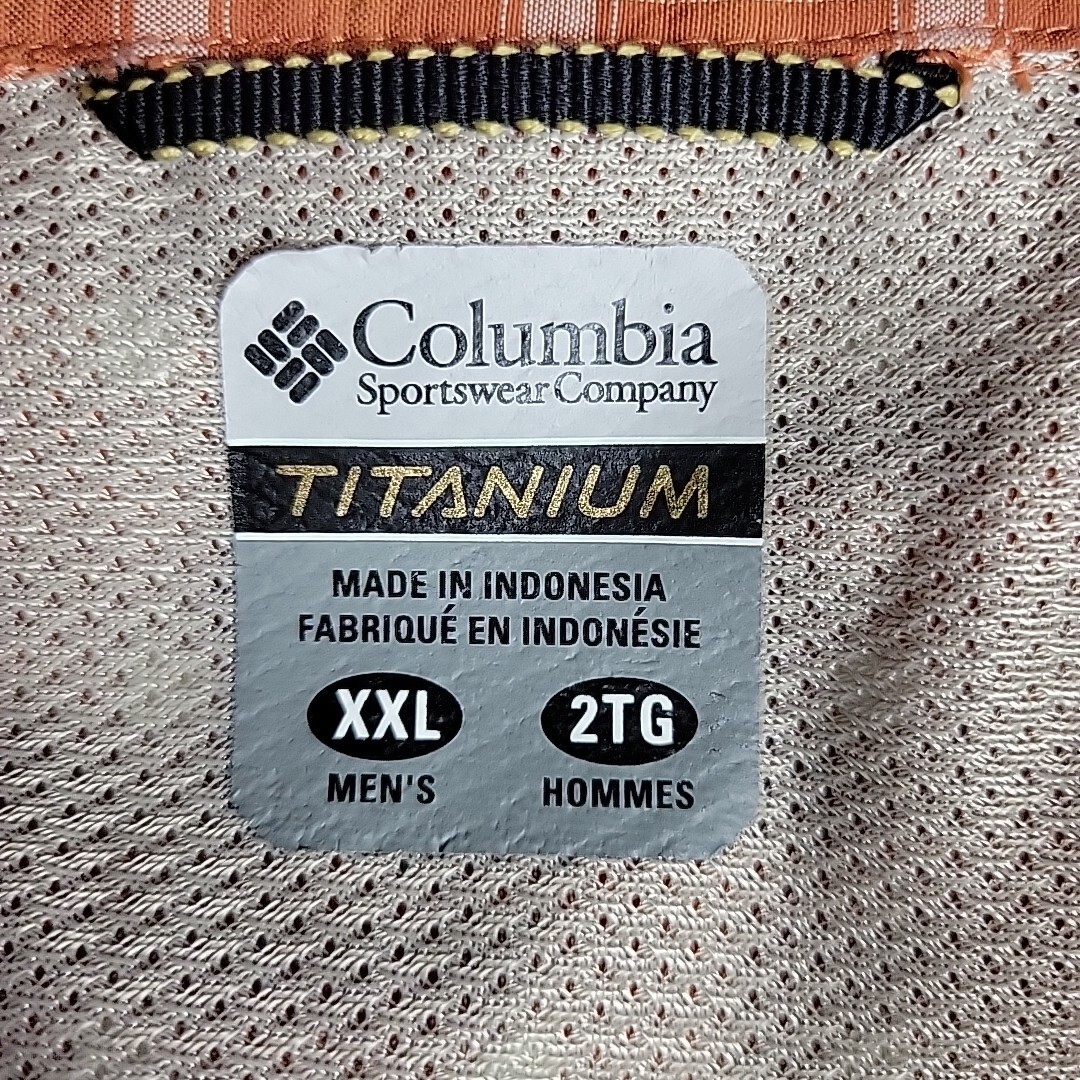 Columbia
Sportswear Company
TITANIUM
MADE IN INDONESIA
FABRIQUÉ EN INDONÉSIE
XXL 2TG
MEN'S HOMMES